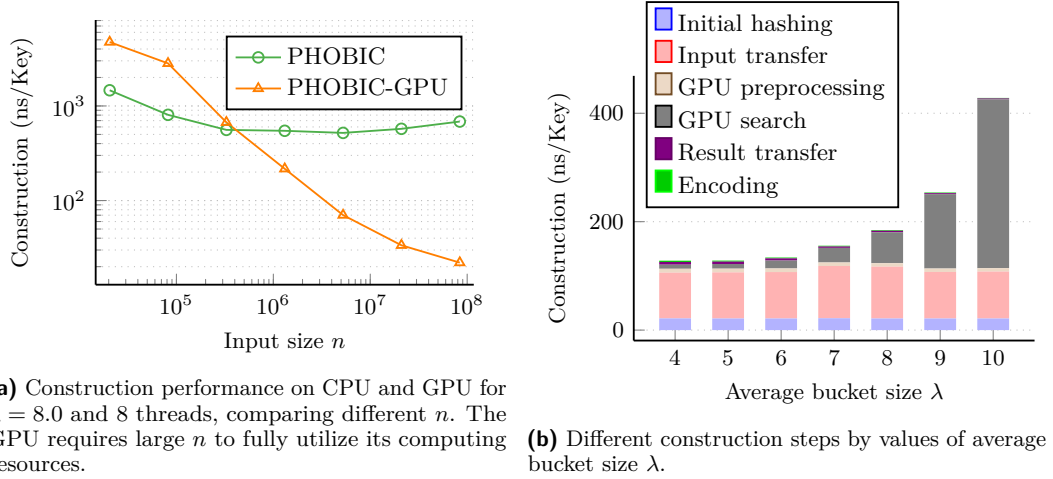 Construction (ns/Key)
10^3
10^2
PHOBIC
PHOBIC-GPU
10^5 10^6 10^7 10^8
Input size n
a) Construction performance on CPU and GPU for
= 8.0 and 8 threads, comparing different n. The
GPU requires large n to fully utilize its computing
esources.
Initial hashing
Input transfer
GPU preprocessing
GPU search
Result transfer
Encoding
Construction (ns/Key)
400
200
0
4 5 6 7 8 9 10
Average bucket size λ
(b) Different construction steps by values of average
bucket size λ.